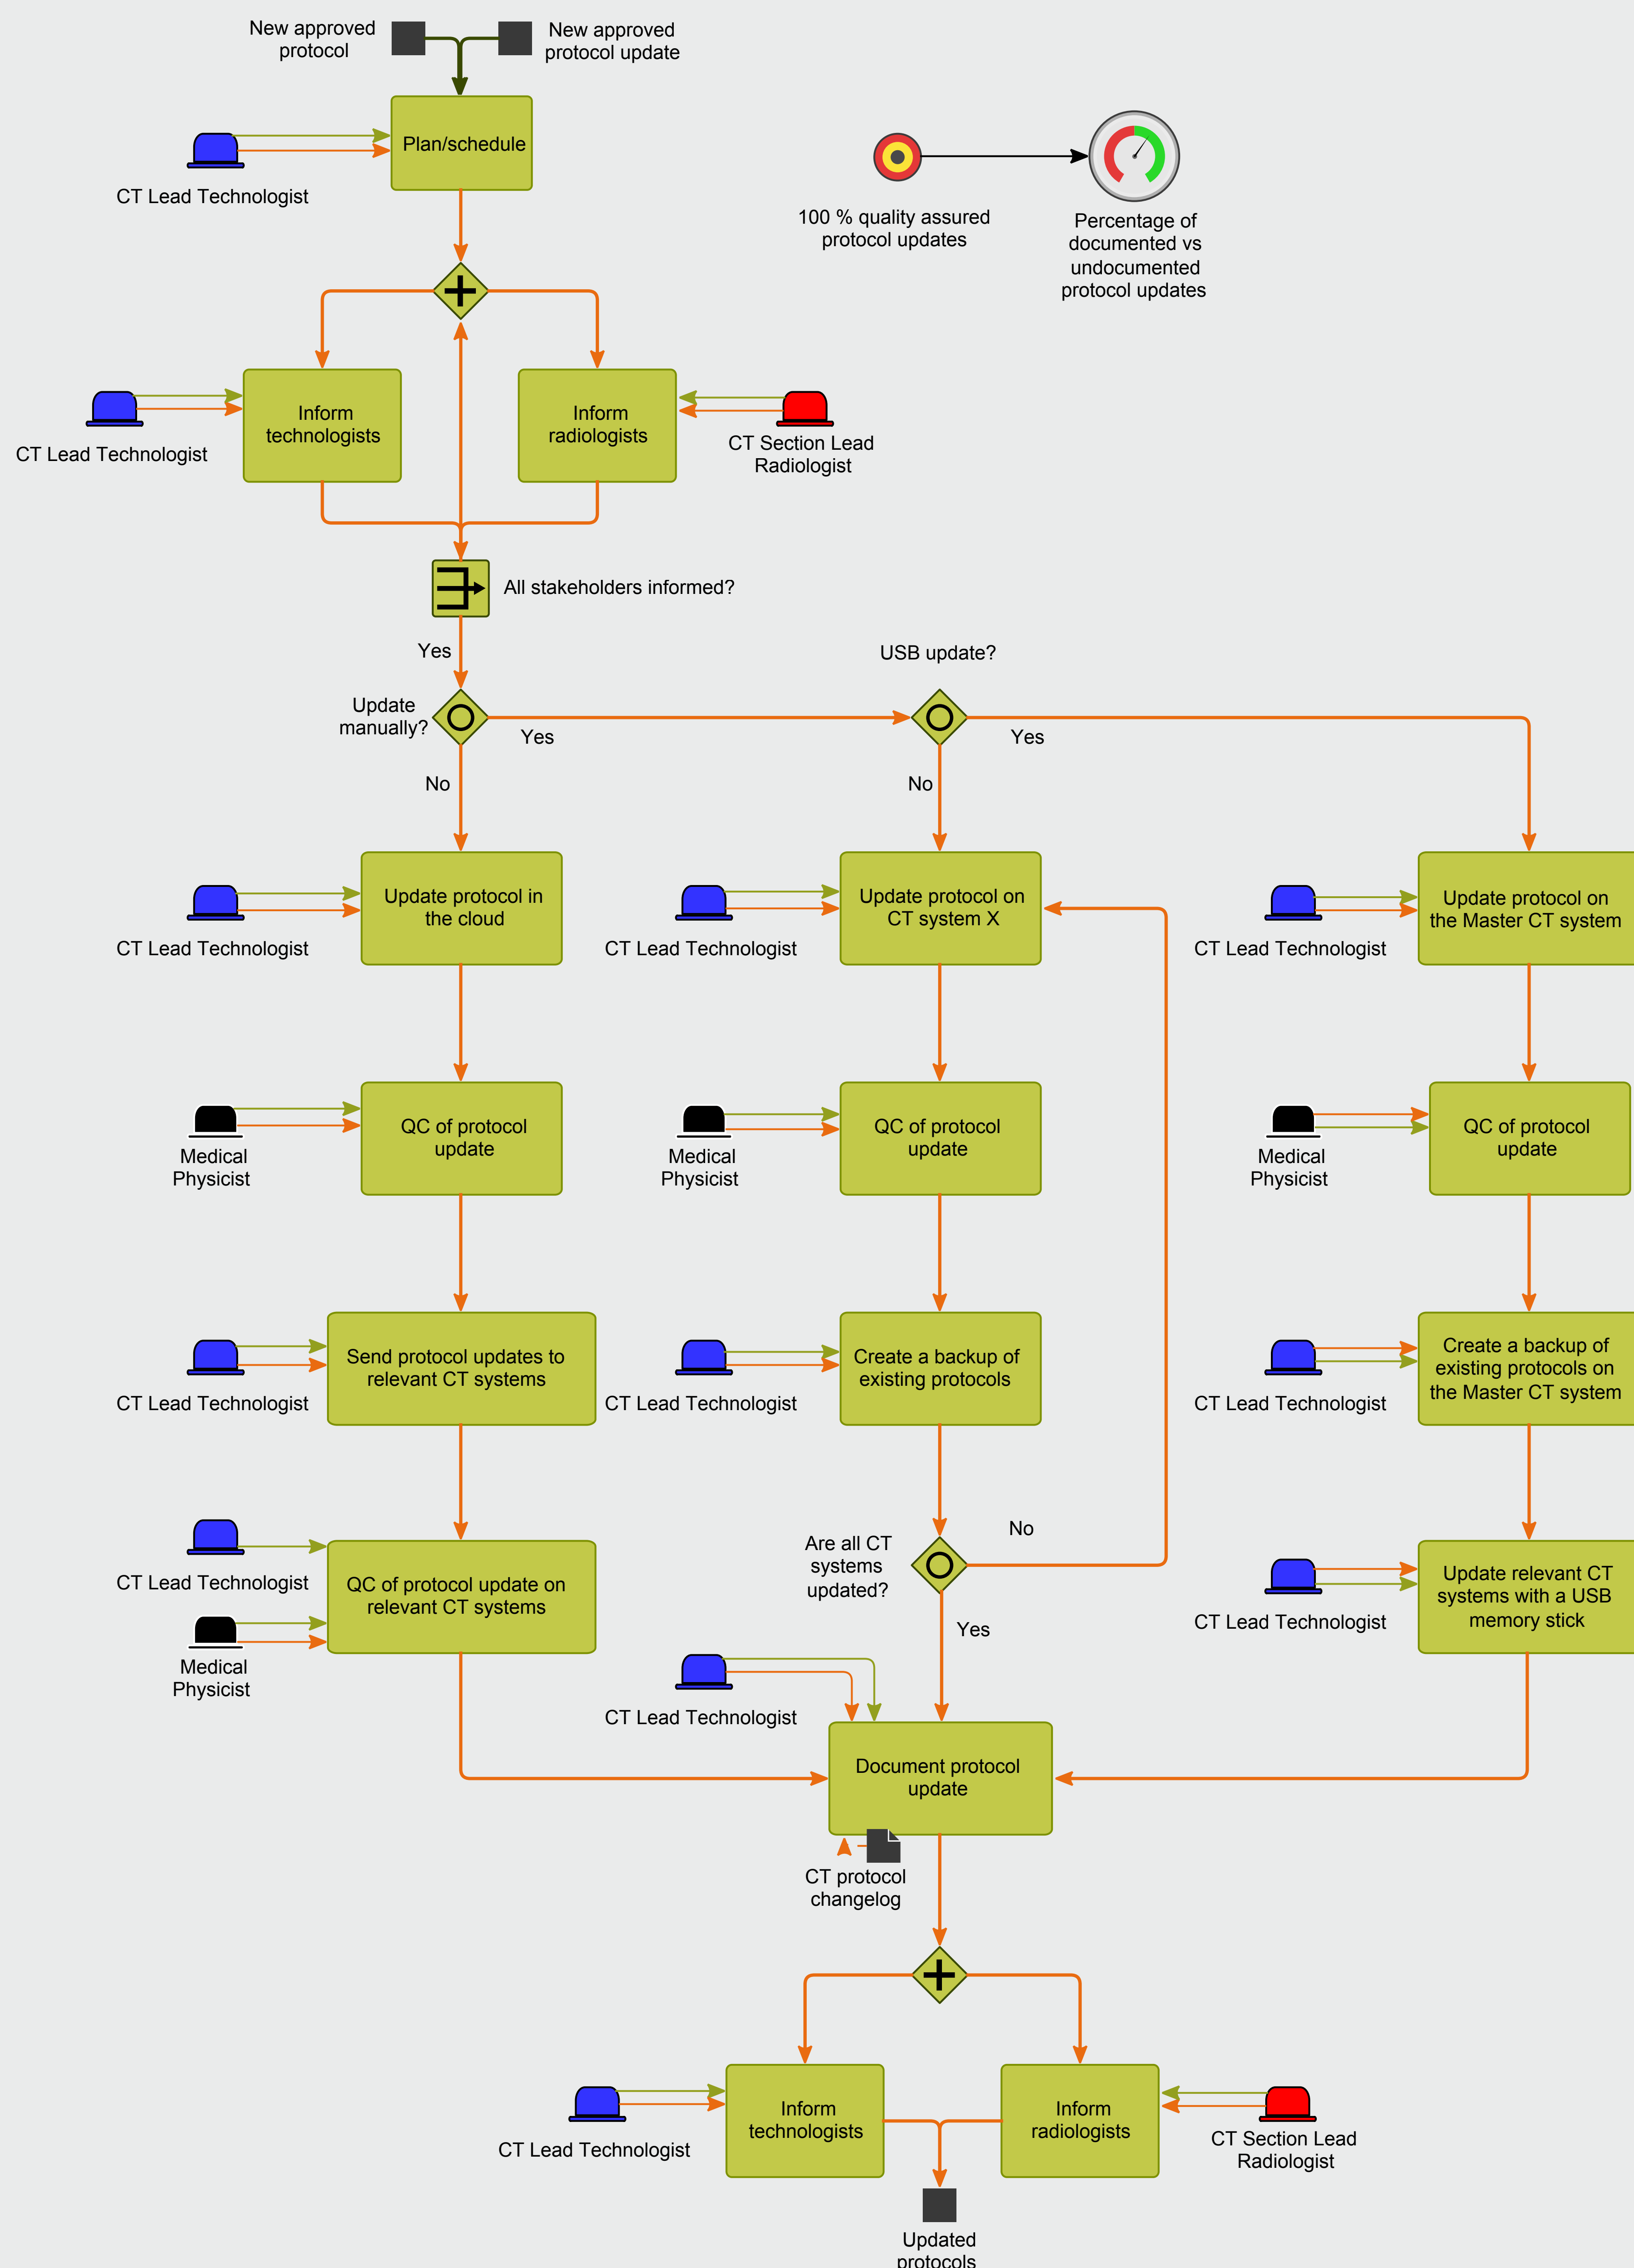 New approved
protocol
New approved
protocol update
Plan/schedule
CT Lead Technologist
100 % quality assured
protocol updates
Percentage of
documented vs
undocumented
protocol updates
Inform
technologists
CT Lead Technologist
Inform
radiologists
CT Section Lead
Radiologist
All stakeholders informed?
Yes
USB update?
Update
manually?
Yes
Yes
No
No
Update protocol in
the cloud
CT Lead Technologist
Update protocol on
CT system X
CT Lead Technologist
Update protocol on
the Master CT system
CT Lead Technologist
QC of protocol
update
Medical
Physicist
QC of protocol
update
Medical
Physicist
QC of protocol
update
Medical
Physicist
Send protocol updates to
relevant CT systems
CT Lead Technologist
Create a backup of
existing protocols
CT Lead Technologist
Create a backup of
existing protocols on
the Master CT system
CT Lead Technologist
CT Lead Technologist
QC of protocol update on
relevant CT systems
Medical
Physicist
Are all CT
systems
updated?
No
Yes
Update relevant CT
systems with a USB
memory stick
CT Lead Technologist
CT Lead Technologist
Document protocol
update
CT protocol
changelog
Inform
technologists
CT Lead Technologist
Inform
radiologists
CT Section Lead
Radiologist
Updated
protocols